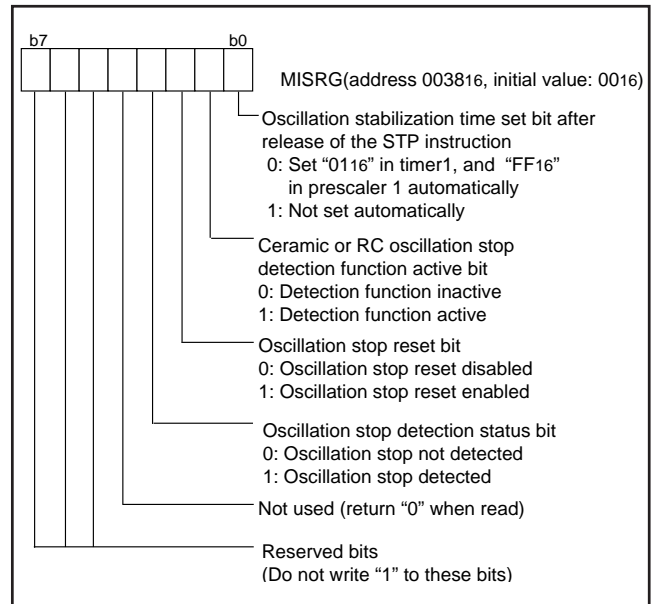 b7 b0
MISRG(address 003816, initial value: 0016)
Oscillation stabilization time set bit after
release of the STP instruction
0: Set “0116” in timer1, and “FF16”
in prescaler 1 automatically
1: Not set automatically
Ceramic or RC oscillation stop
detection function active bit
0: Detection function inactive
1: Detection function active
Oscillation stop reset bit
0: Oscillation stop reset disabled
1: Oscillation stop reset enabled
Oscillation stop detection status bit
0: Oscillation stop not detected
1: Oscillation stop detected
Not used (return “0” when read)
Reserved bits
(Do not write “1” to these bits)